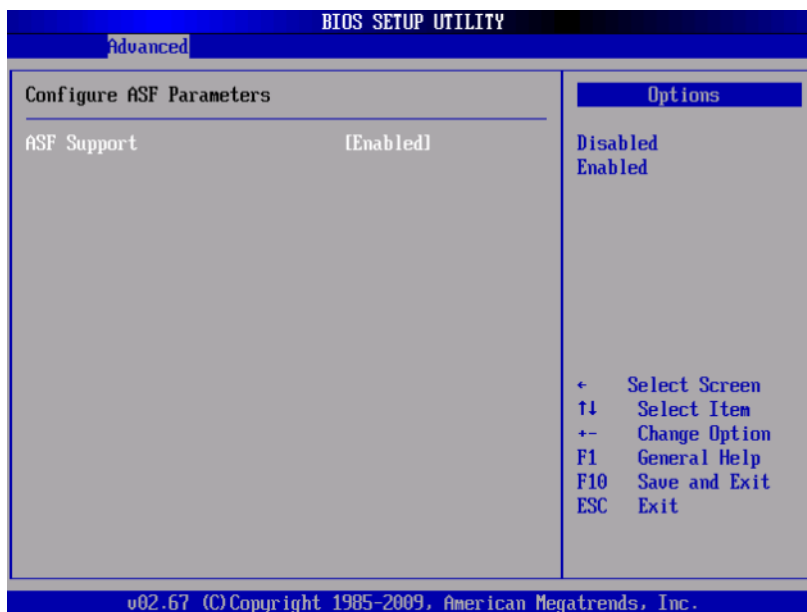 BIOS SETUP UTILITY
Advanced
Configure ASF Parameters
ASF Support [Enabled]
Options
Disabled
Enabled
← Select Screen
↑↓ Select Item
+- Change Option
F1 General Help
F10 Save and Exit
ESC Exit
v02.67 (C)Copyright 1985-2009, American Megatrends, Inc.